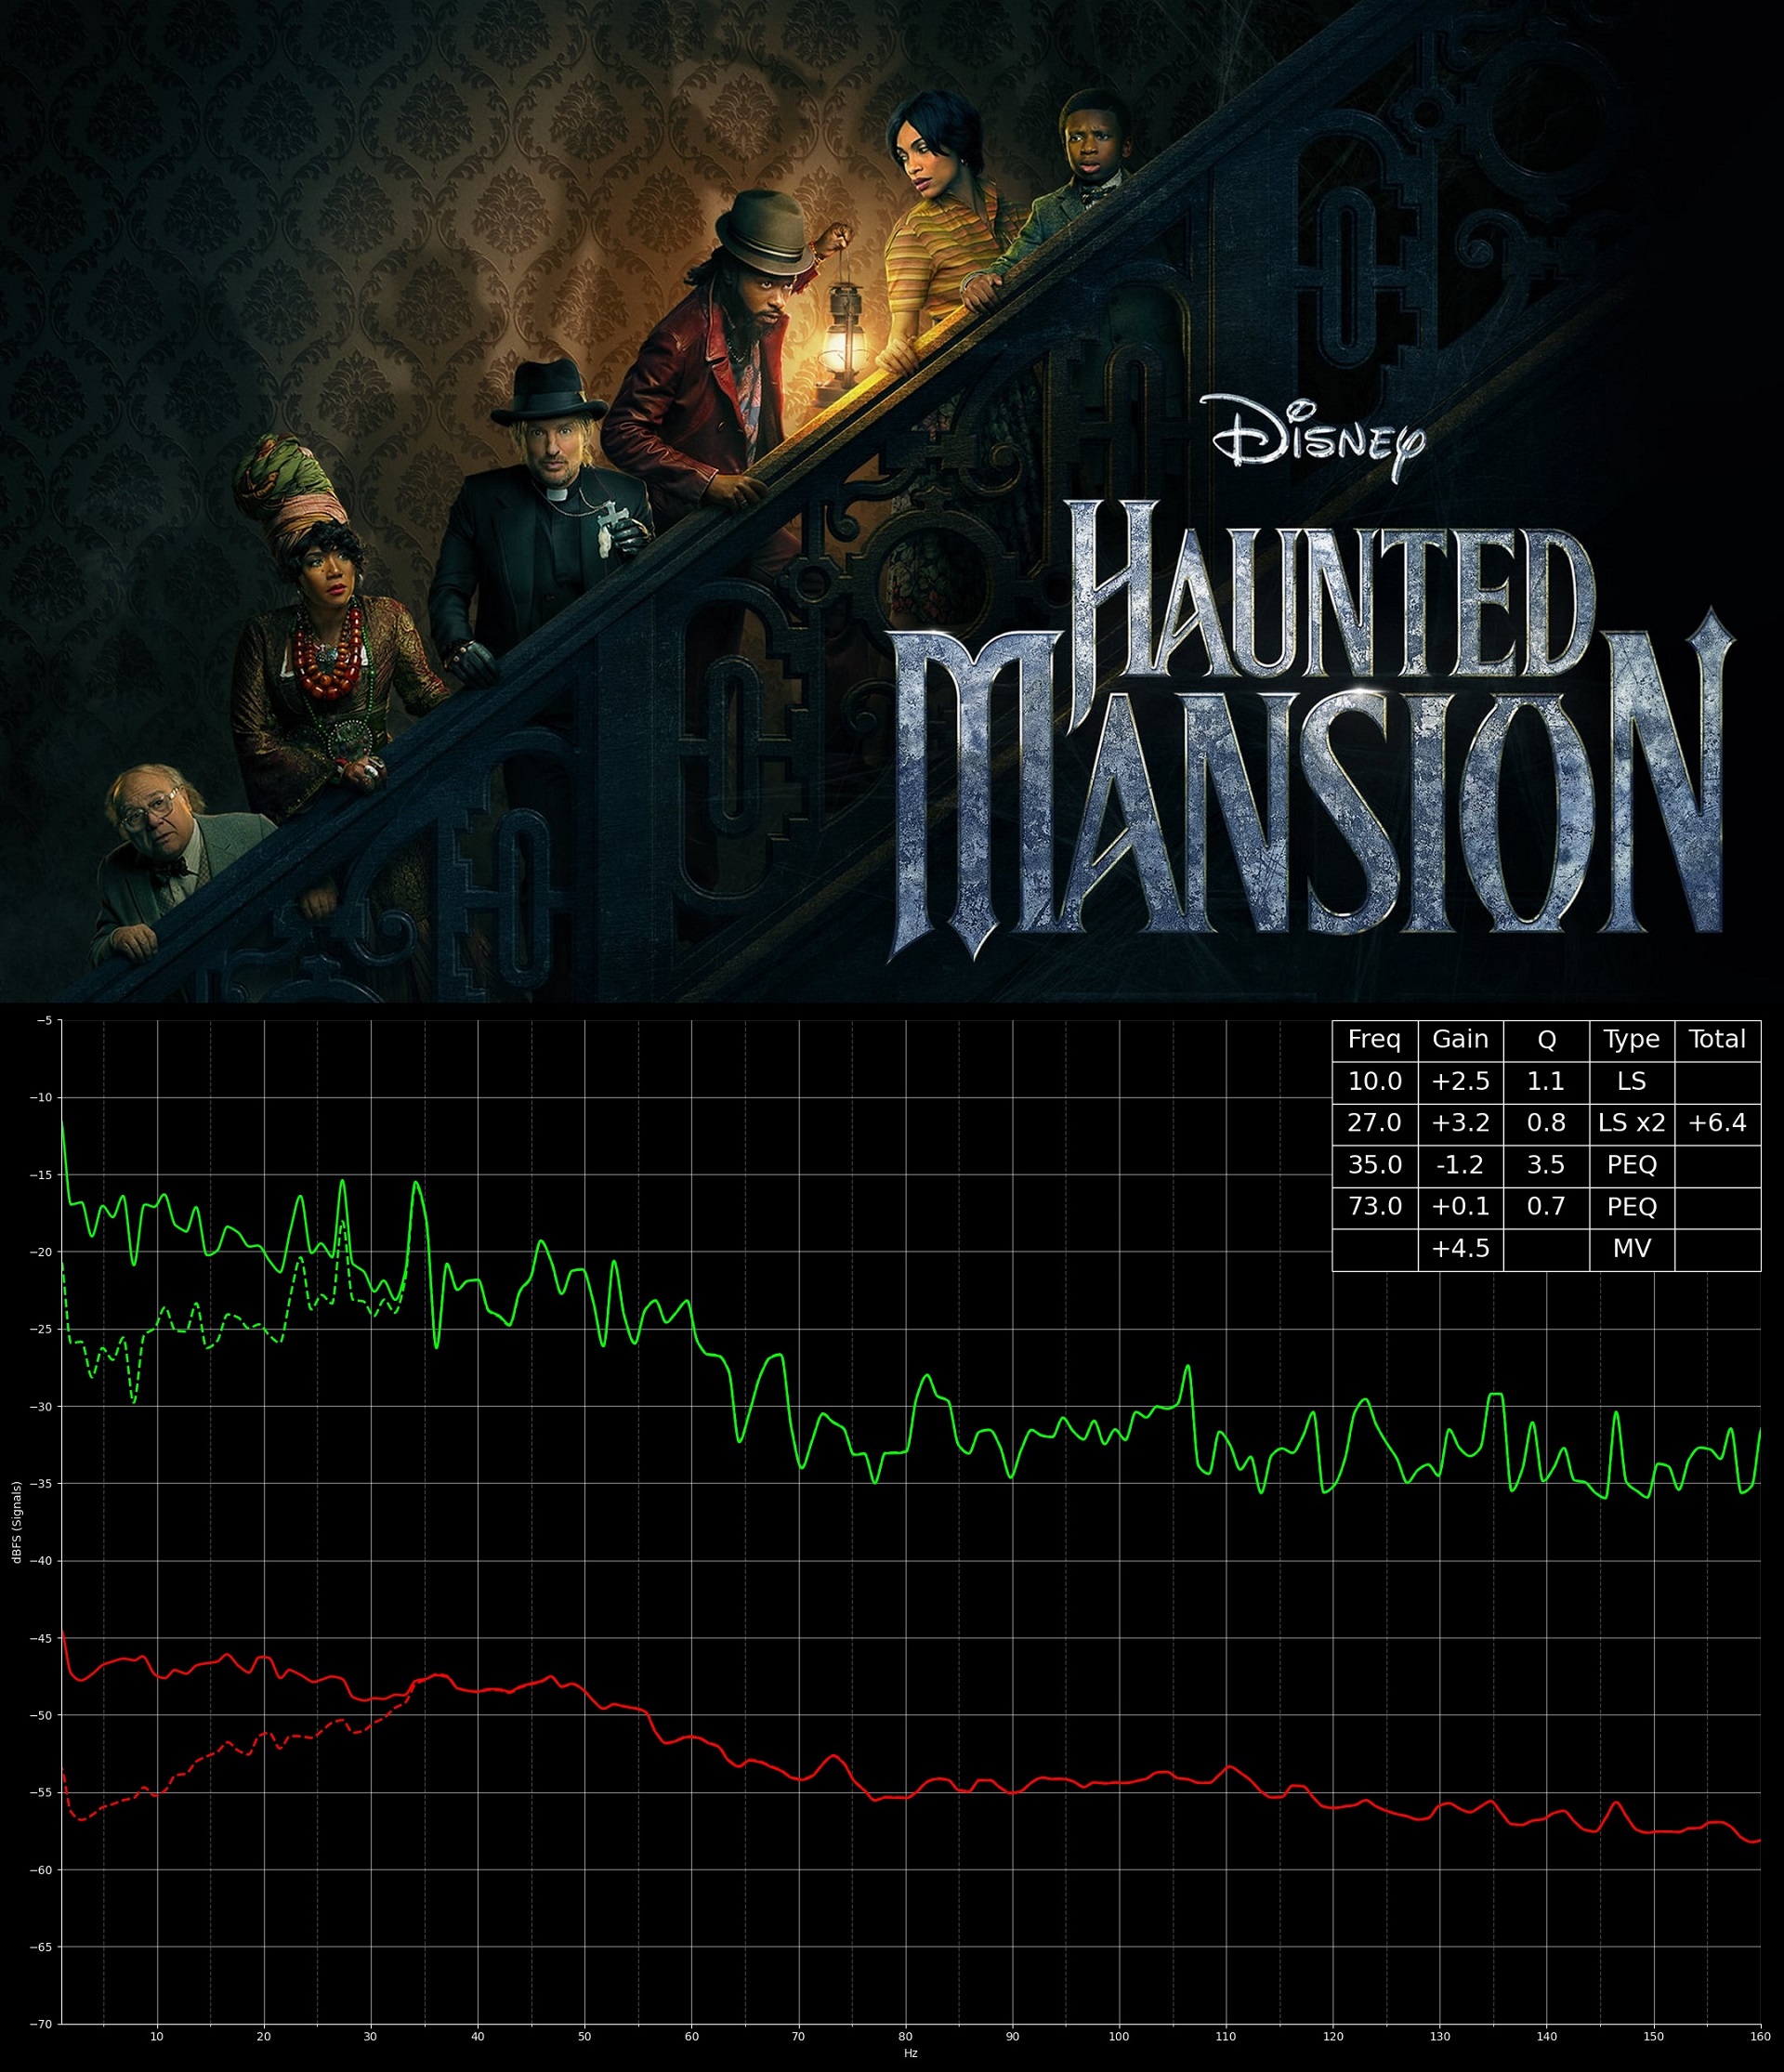 Disney
HAUNTED
MANSION
Freq Gain Q Type Total
10.0 +2.5 1.1 LS
27.0 +3.2 0.8 LS x2 +6.4
35.0 -1.2 3.5 PEQ
73.0 +0.1 0.7 PEQ
+4.5 MV
−5
−10
−15
−20
−25
−30
−35
−40
−45
−50
−55
−60
−65
−70
dBFS (Signals)
10 20 30 40 50 60 70 80 90 100 110 120 130 140 150 160
Hz